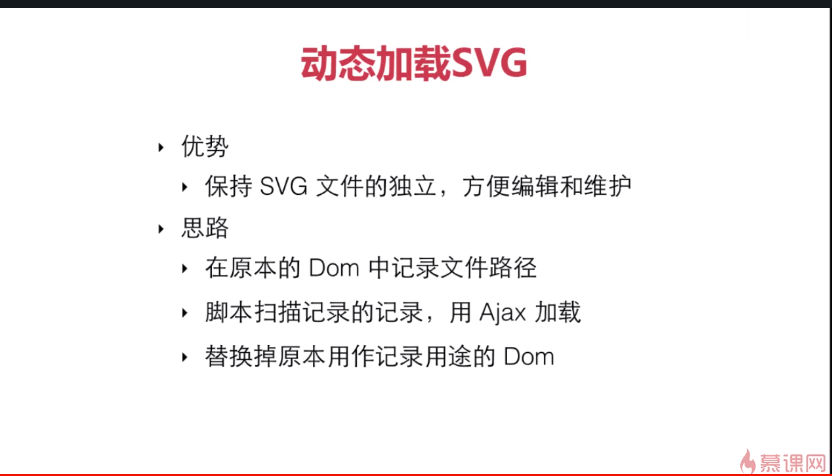 动态加载SVG
优势
保持 SVG 文件的独立，方便编辑和维护
思路
在原本的 Dom 中记录文件路径
脚本扫描记录的记录，用 Ajax 加载
替换掉原本用作记录用途的 Dom
慕课网